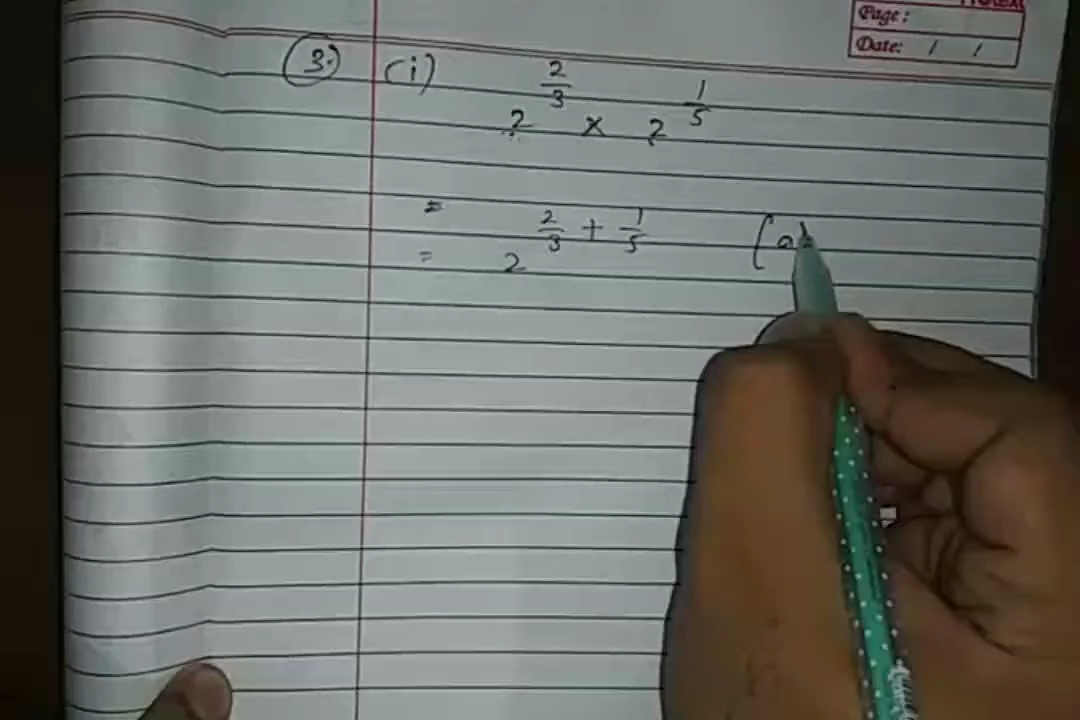 Page:
Date: / /
3. (i) 2^(2/3) × 2^(1/5)
=
= 2^(2/3 + 1/5) [a